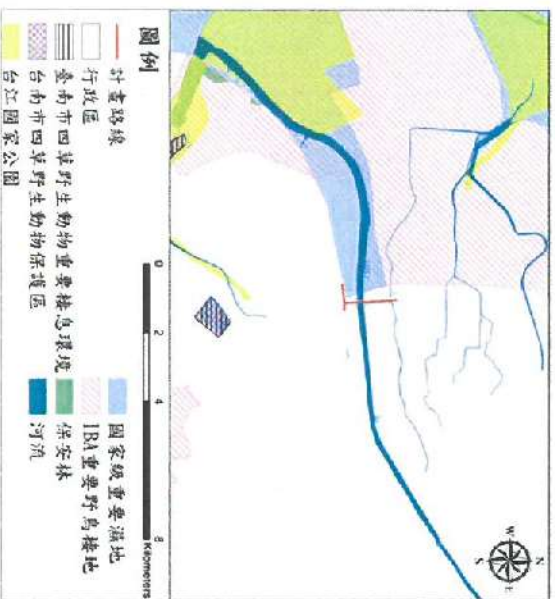 N
W
E
S
0 2 4 8
Kilometers
圖例
計畫路線
行政區
臺南市四草野生動物重要棲息環境
台南市四草野生動物保護區
台江國家公園
國家級重要濕地
IBA重要野鳥棲地
保安林
河流